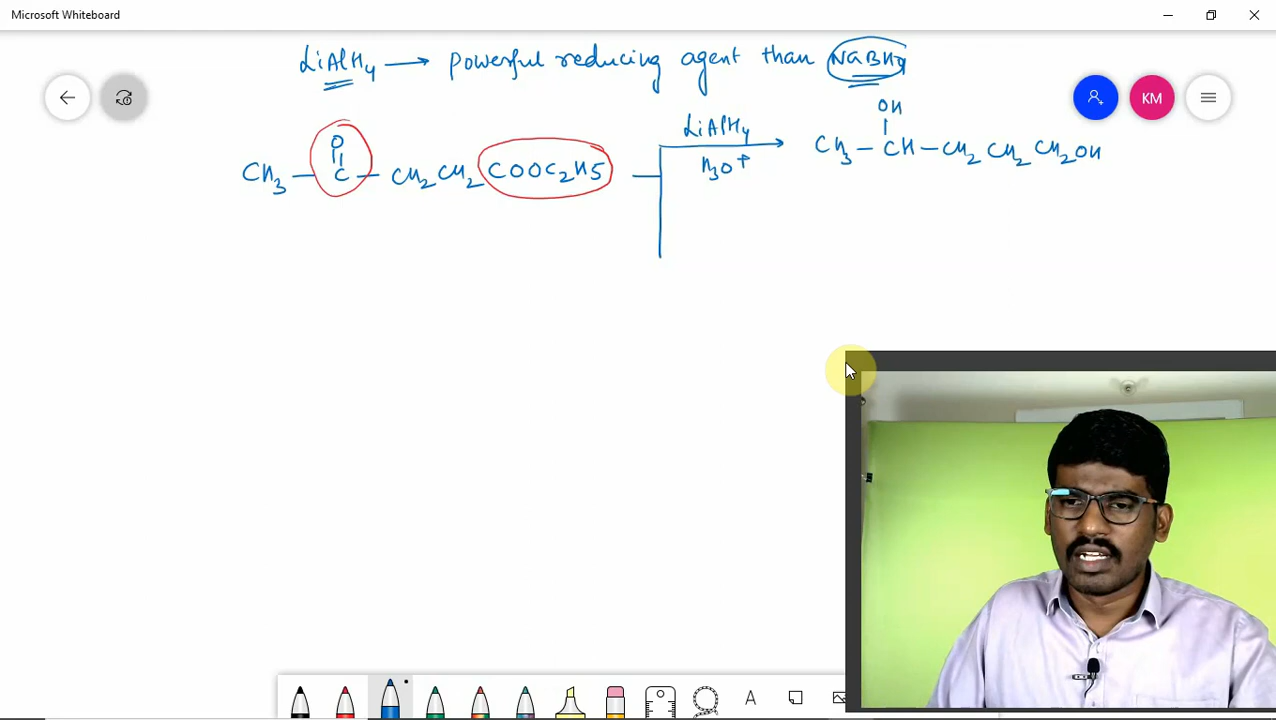 Microsoft Whiteboard
LiAlH4 → powerful reducing agent than NaBH4
KM
OH
CH3 – C – CH2 CH2 COOC2H5
O
LiAlH4
H3O+
CH3 – CH – CH2 CH2 CH2OH
A